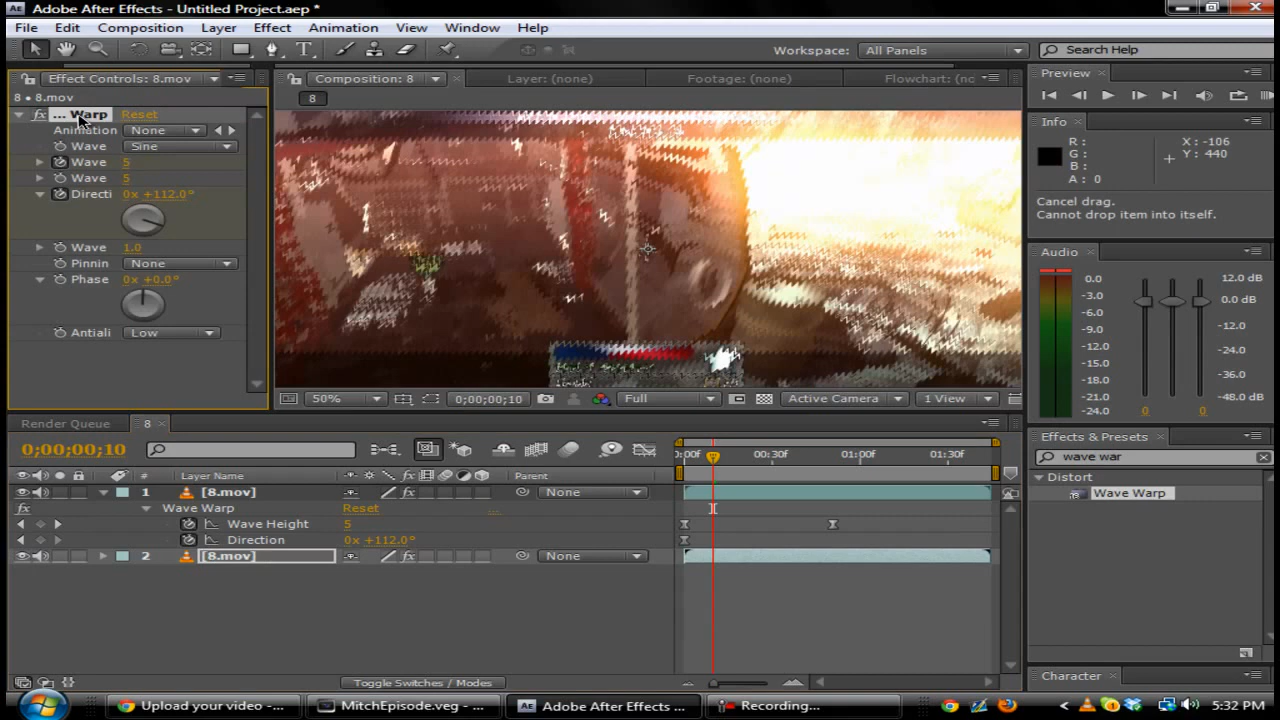 Adobe After Effects - Untitled Project.aep *
File Edit Composition Layer Effect Animation View Window Help
Workspace: All Panels Search Help
Effect Controls: 8.mov
8 • 8.mov
fx ... Warp Reset
Animation None
Wave Sine
Wave 5
Wave 5
Directi 0x +112.0°
Wave 1.0
Pinnin None
Phase 0x +0.0°
Antiali Low
Composition: 8 Layer: (none) Footage: (none) Flowchart: (nc
8
50% 0;00;00;10 Full Active Camera 1 View
Preview
Info
R : X : -106
G : Y : 440
B :
A : 0
Cancel drag.
Cannot drop item into itself.
Audio
0.0 12.0 dB
-3.0
-6.0 0.0 dB
-9.0
-12.0 -12.0 dB
-15.0 -24.0
-18.0 -36.0
-21.0
-24.0 -48.0 dB
0 0
Effects & Presets
wave war
Distort
Wave Warp
Character
Render Queue 8
0;00;00;10
):00f 00:30f 01:00f 01:30f
# Layer Name Parent
1 [8.mov] fx None
fx Wave Warp Reset ...
Wave Height 5
Direction 0x +112.0°
2 [8.mov] fx None
Toggle Switches / Modes
Upload your video -... MitchEpisode.veg -... Adobe After Effects ... Recording... 5:32 PM